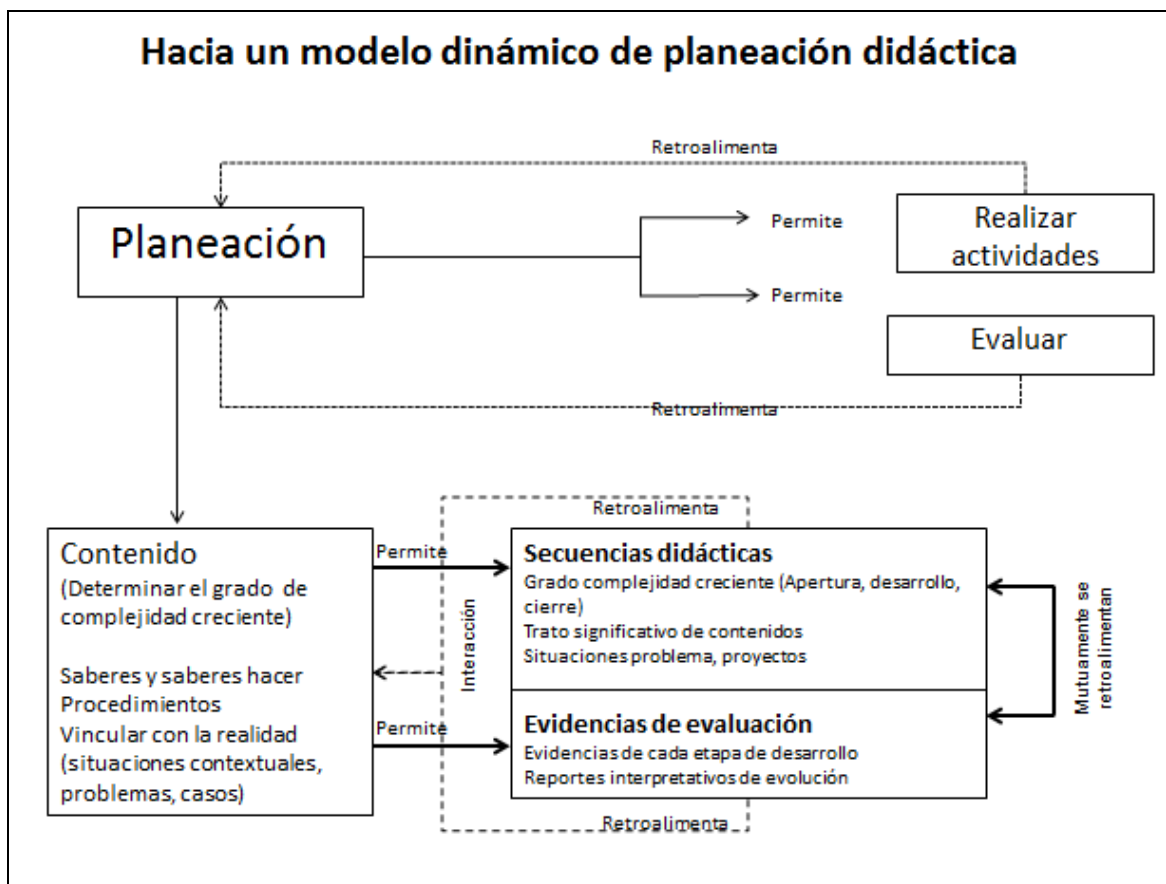 Hacia un modelo dinámico de planeación didáctica
Retroalimenta
Planeación
Permite
Realizar
actividades
Permite
Evaluar
Retroalimenta
Retroalimenta
Contenido
(Determinar el grado de
complejidad creciente)
Saberes y saberes hacer
Procedimientos
Vincular con la realidad
(situaciones contextuales,
problemas, casos)
Permite
Permite
Interacción
Secuencias didácticas
Grado complejidad creciente (Apertura, desarrollo,
cierre)
Trato significativo de contenidos
Situaciones problema, proyectos
Evidencias de evaluación
Evidencias de cada etapa de desarrollo
Reportes interpretativos de evolución
Mutuamente se
retroalimentan
Retroalimenta